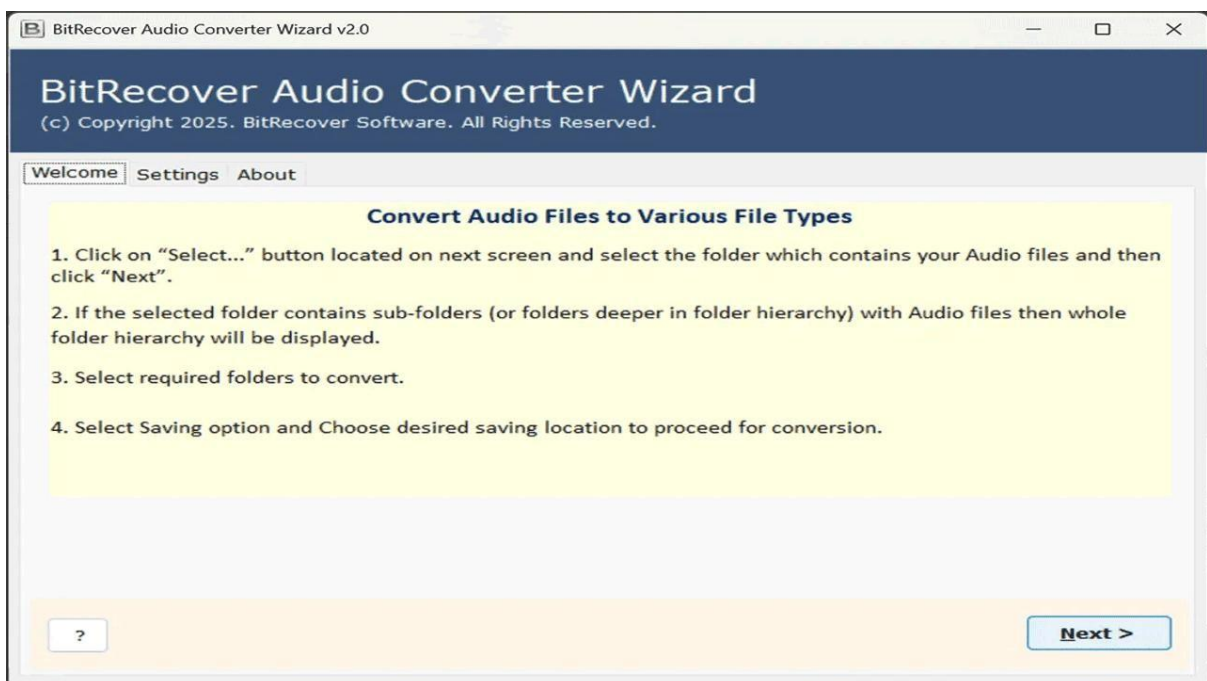 BitRecover Audio Converter Wizard v2.0
BitRecover Audio Converter Wizard
(c) Copyright 2025. BitRecover Software. All Rights Reserved.
Welcome Settings About
Convert Audio Files to Various File Types
1. Click on “Select...” button located on next screen and select the folder which contains your Audio files and then
click “Next”.
2. If the selected folder contains sub-folders (or folders deeper in folder hierarchy) with Audio files then whole
folder hierarchy will be displayed.
3. Select required folders to convert.
4. Select Saving option and Choose desired saving location to proceed for conversion.
? Next >